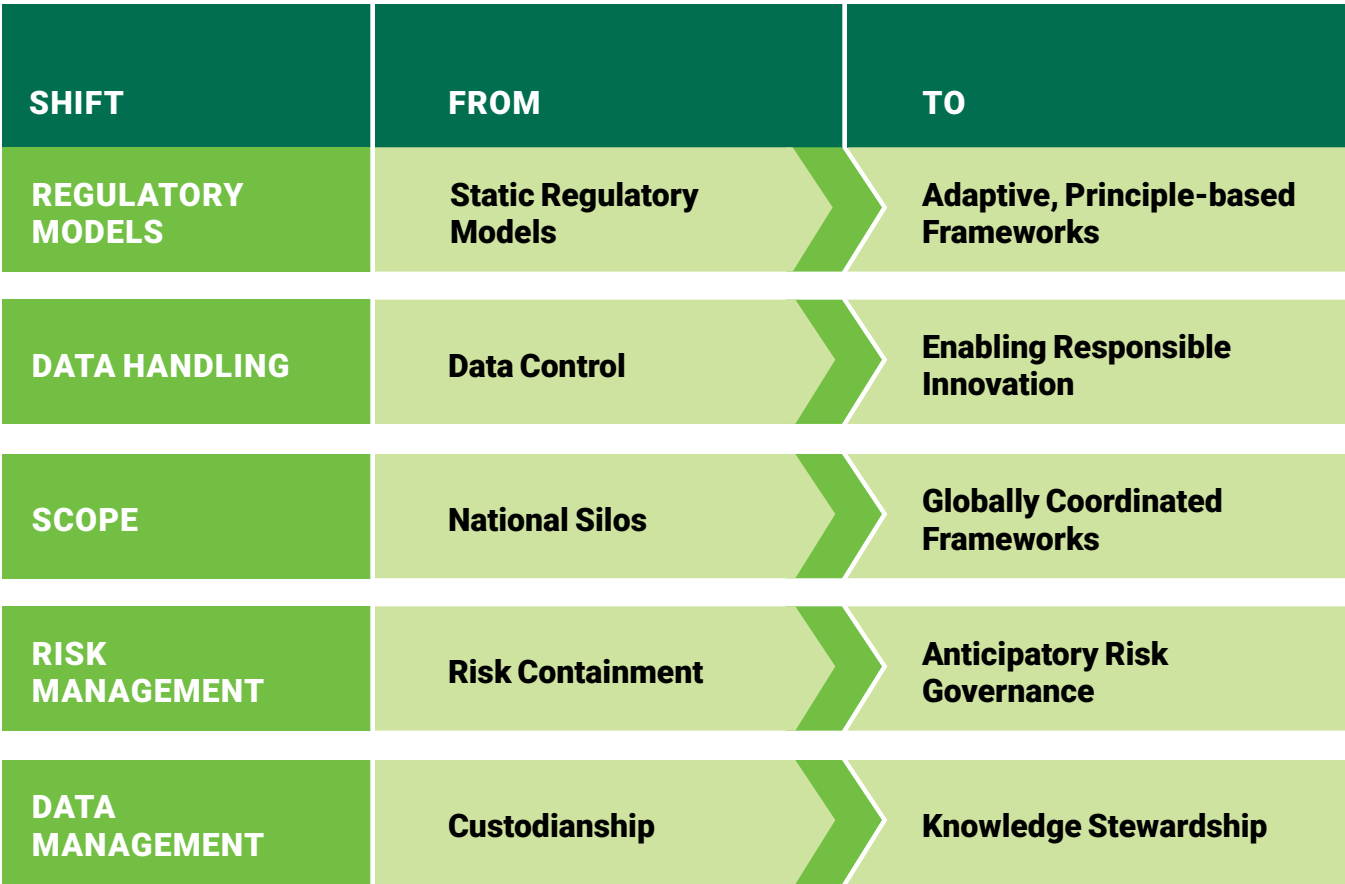 SHIFT
FROM
TO
REGULATORY
MODELS
Static Regulatory
Models
Adaptive, Principle-based
Frameworks
DATA HANDLING
Data Control
Enabling Responsible
Innovation
SCOPE
National Silos
Globally Coordinated
Frameworks
RISK
MANAGEMENT
Risk Containment
Anticipatory Risk
Governance
DATA
MANAGEMENT
Custodianship
Knowledge Stewardship